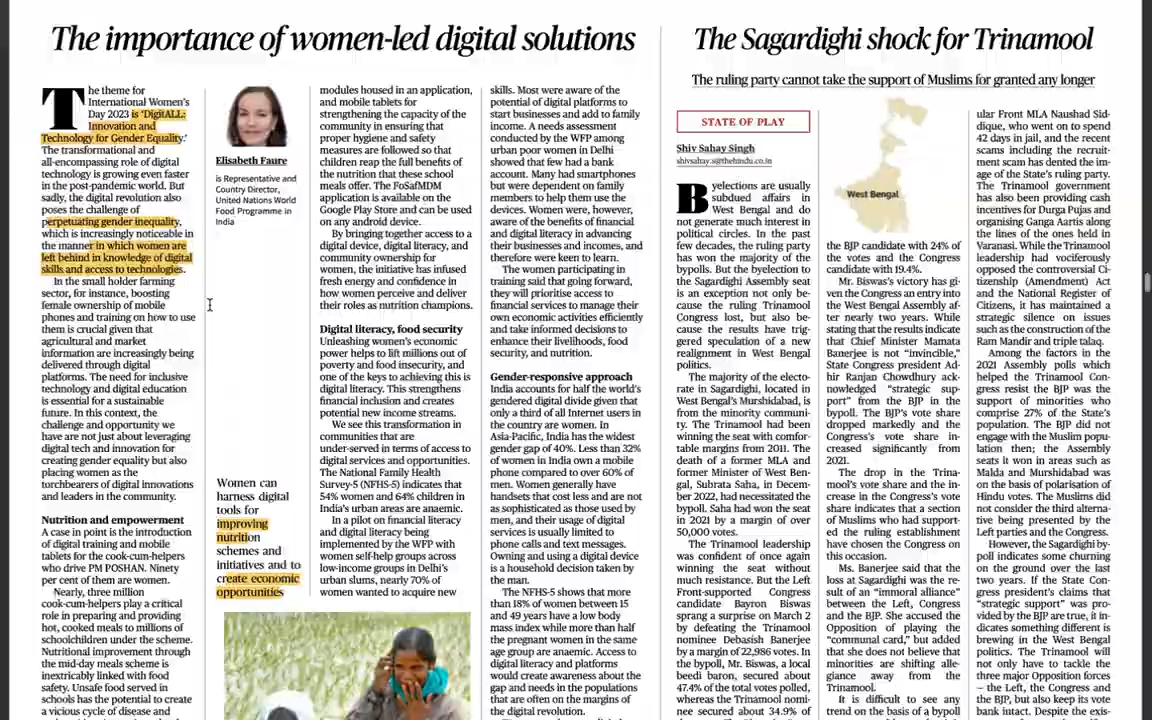 The importance of women-led digital solutions
The theme for
International Women's
Day 2023 is 'DigitALL:
Innovation and
Technology for Gender Equality.'
The transformational and
all-encompassing role of digital
technology is growing even faster
in the post-pandemic world. But
sadly, the digital revolution also
poses the challenge of
perpetuating gender inequality,
which is increasingly noticeable in
the manner in which women are
left behind in knowledge of digital
skills and access to technologies.
In the small holder farming
sector, for instance, boosting
female ownership of mobile
phones and training on how to use
them is crucial given that
agricultural and market
information are increasingly being
delivered through digital
platforms. The need for inclusive
technology and digital education
is essential for a sustainable
future. In this context, the
challenge and opportunity we
have are not just about leveraging
digital tech and innovation for
creating gender equality but also
placing women as the
torchbearers of digital innovations
and leaders in the community.
Nutrition and empowerment
A case in point is the introduction
of digital training and mobile
tablets for the cook-cum-helpers
who drive PM POSHAN. Ninety
per cent of them are women.
Nearly, three million
cook-cum-helpers play a critical
role in preparing and providing
hot, cooked meals to millions of
schoolchildren under the scheme.
Nutritional improvement through
the mid-day meals scheme is
inextricably linked with food
safety. Unsafe food served in
schools has the potential to create
a vicious cycle of disease and
Elisabeth Faure
is Representative and
Country Director,
United Nations World
Food Programme in
India
Women can
harness digital
tools for
improving
nutrition
schemes and
initiatives and to
create economic
opportunities
modules housed in an application,
and mobile tablets for
strengthening the capacity of the
community in ensuring that
proper hygiene and safety
measures are followed so that
children reap the full benefits of
the nutrition that these school
meals offer. The FoSafMDM
application is available on the
Google Play Store and can be used
on any android device.
By bringing together access to a
digital device, digital literacy, and
community ownership for
women, the initiative has infused
fresh energy and confidence in
how women perceive and deliver
their roles as nutrition champions.
Digital literacy, food security
Unleashing women's economic
power helps to lift millions out of
poverty and food insecurity, and
one of the keys to achieving this is
digital literacy. This strengthens
financial inclusion and creates
potential new income streams.
We see this transformation in
communities that are
under-served in terms of access to
digital services and opportunities.
The National Family Health
Survey-5 (NFHS-5) indicates that
54% women and 64% children in
India's urban areas are anaemic.
In a pilot on financial literacy
and digital literacy being
implemented by the WFP with
women self-help groups across
low-income groups in Delhi's
urban slums, nearly 70% of
women wanted to acquire new
skills. Most were aware of the
potential of digital platforms to
start businesses and add to family
income. A needs assessment
conducted by the WFP among
urban poor women in Delhi
showed that few had a bank
account. Many had smartphones
but were dependent on family
members to help them use the
devices. Women were, however,
aware of the benefits of financial
and digital literacy in advancing
their businesses and incomes, and
therefore were keen to learn.
The women participating in
training said that going forward,
they will prioritise access to
financial services to manage their
own economic activities efficiently
and take informed decisions to
enhance their livelihoods, food
security, and nutrition.
Gender-responsive approach
India accounts for half the world's
gendered digital divide given that
only a third of all Internet users in
the country are women. In
Asia-Pacific, India has the widest
gender gap of 40%. Less than 32%
of women in India own a mobile
phone compared to over 60% of
men. Women generally have
handsets that cost less and are not
as sophisticated as those used by
men, and their usage of digital
services is usually limited to
phone calls and text messages.
Owning and using a digital device
is a household decision taken by
the man.
The NFHS-5 shows that more
than 18% of women between 15
and 49 years have a low body
mass index while more than half
the pregnant women in the same
age group are anaemic. Access to
digital literacy and platforms
would create awareness about the
gap and needs in the populations
that are often on the margins of
the digital revolution.
The Sagardighi shock for Trinamool
The ruling party cannot take the support of Muslims for granted any longer
STATE OF PLAY
Shiv Sahay Singh
shivsahay.s@thehindu.co.in
Byelections are usually
subdued affairs in
West Bengal and do
not generate much interest in
political circles. In the past
few decades, the ruling party
has won the majority of the
bypolls. But the byelection to
the Sagardighi Assembly seat
is an exception not only be-
cause the ruling Trinamool
Congress lost, but also be-
cause the results have trig-
gered speculation of a new
realignment in West Bengal
politics.
The majority of the electo-
rate in Sagardighi, located in
West Bengal's Murshidabad, is
from the minority communi-
ty. The Trinamool had been
winning the seat with comfor-
table margins from 2011. The
death of a former MLA and
former Minister of West Ben-
gal, Subrata Saha, in Decem-
ber 2022, had necessitated the
bypoll. Saha had won the seat
in 2021 by a margin of over
50,000 votes.
The Trinamool leadership
was confident of once again
winning the seat without
much resistance. But the Left
Front-supported Congress
candidate Bayron Biswas
sprang a surprise on March 2
by defeating the Trinamool
nominee Debasish Banerjee
by a margin of 22,986 votes. In
the bypoll, Mr. Biswas, a local
beedi baron, secured about
47.4% of the total votes polled,
whereas the Trinamool nomi-
nee secured about 34.9% of
West Bengal
the BJP candidate with 24% of
the votes and the Congress
candidate with 19.4%.
Mr. Biswas's victory has gi-
ven the Congress an entry into
the West Bengal Assembly af-
ter nearly two years. While
stating that the results indicate
that Chief Minister Mamata
Banerjee is not "invincible,"
State Congress president Ad-
hir Ranjan Chowdhury ack-
nowledged "strategic sup-
port" from the BJP in the
bypoll. The BJP's vote share
dropped markedly and the
Congress's vote share in-
creased significantly from
2021.
The drop in the Trina-
mool's vote share and the in-
crease in the Congress's vote
share indicates that a section
of Muslims who had support-
ed the ruling establishment
have chosen the Congress on
this occasion.
Ms. Banerjee said that the
loss at Sagardighi was the re-
sult of an "immoral alliance"
between the Left, Congress
and the BJP. She accused the
Opposition of playing the
"communal card," but added
that she does not believe that
minorities are shifting alle-
giance away from the
Trinamool.
It is difficult to see any
trend on the basis of a bypoll
ular Front MLA Naushad Sid-
dique, who went on to spend
42 days in jail, and the recent
scams including the recruit-
ment scam has dented the im-
age of the State's ruling party.
The Trinamool government
has also been providing cash
incentives for Durga Pujas and
organising Ganga Aartis along
the lines of the ones held in
Varanasi. While the Trinamool
leadership had vociferously
opposed the controversial Ci-
tizenship (Amendment) Act
and the National Register of
Citizens, it has maintained a
strategic silence on issues
such as the construction of the
Ram Mandir and triple talaq.
Among the factors in the
2021 Assembly polls which
helped the Trinamool Con-
gress resist the BJP was the
support of minorities who
comprise 27% of the State's
population. The BJP did not
engage with the Muslim popu-
lation then; the Assembly
seats it won in areas such as
Malda and Murshidabad was
on the basis of polarisation of
Hindu votes. The Muslims did
not consider the third alterna-
tive being presented by the
Left parties and the Congress.
However, the Sagardighi by-
poll indicates some churning
on the ground over the last
two years. If the State Con-
gress president's claims that
"strategic support" was pro-
vided by the BJP are true, it in-
dicates something different is
brewing in the West Bengal
politics. The Trinamool will
not only have to tackle the
three major Opposition forces
– the Left, the Congress and
the BJP, but also keep its vote
bank intact. Despite the exis-